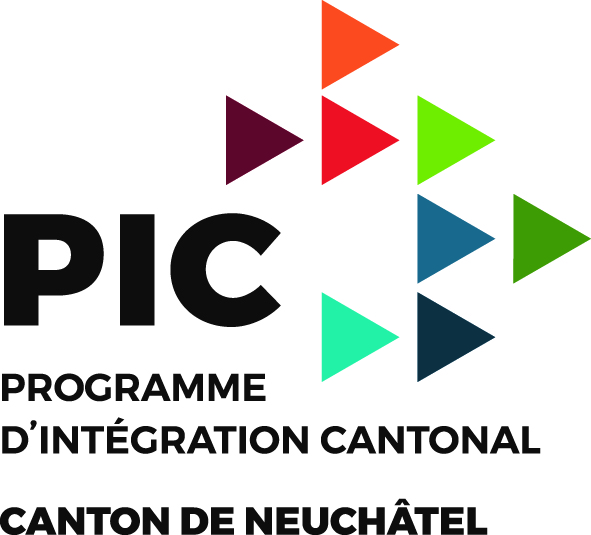 PIC
PROGRAMME
D’INTÉGRATION CANTONAL
CANTON DE NEUCHÂTEL